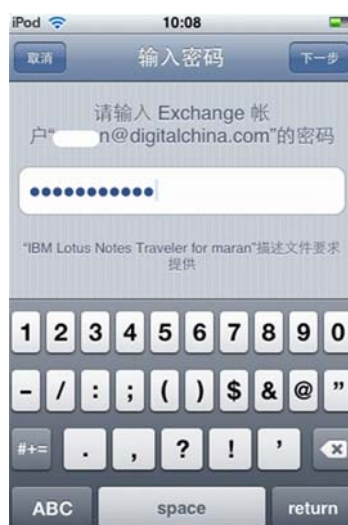 iPod 10:08
取消 输入密码 下一步
请输入 Exchange 帐
户“ n@digitalchina.com”的密码
●●●●●●●●●●●
“IBM Lotus Notes Traveler for maran”描述文件要求
提供
1 2 3 4 5 6 7 8 9 0
- / : ; ( ) $ & @ ”
#+= . , ? ! ’
ABC space return